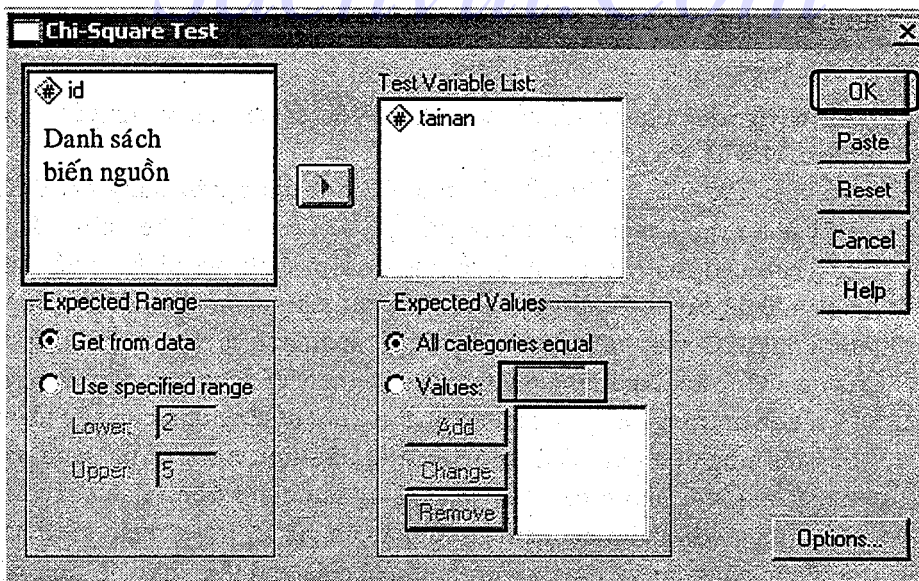 Chi-Square Test
id
Danh sách
biến nguồn
Test Variable List:
tainan
OK
Paste
Reset
Cancel
Help
Expected Range
Get from data
Use specified range
Lower: 2
Upper: 5
Expected Values
All categories equal
Values:
Add
Change
Remove
Options...